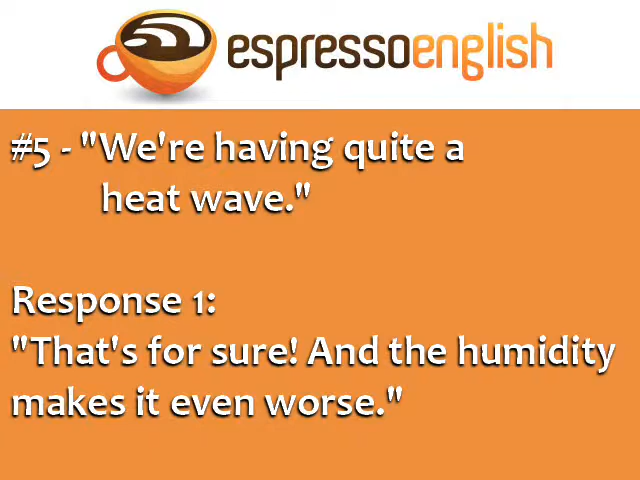 espressoenglish
#5 - "We're having quite a
heat wave."
Response 1:
"That's for sure! And the humidity
makes it even worse."